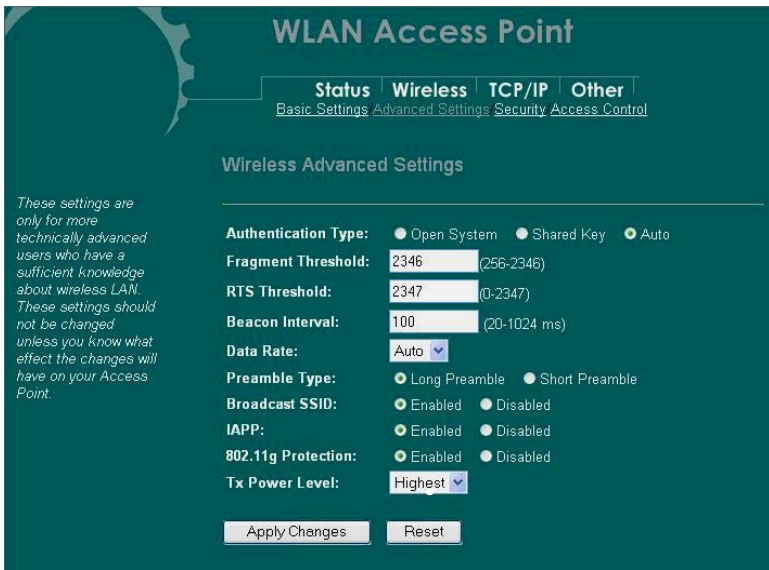 WLAN Access Point
Status Wireless TCP/IP Other
Basic Settings Advanced Settings Security Access Control
Wireless Advanced Settings
These settings are
only for more
technically advanced
users who have a
sufficient knowledge
about wireless LAN.
These settings should
not be changed
unless you know what
effect the changes will
have on your Access
Point.
Authentication Type: Open System Shared Key Auto
Fragment Threshold: 2346 (256-2346)
RTS Threshold: 2347 (0-2347)
Beacon Interval: 100 (20-1024 ms)
Data Rate: Auto
Preamble Type: Long Preamble Short Preamble
Broadcast SSID: Enabled Disabled
IAPP: Enabled Disabled
802.11g Protection: Enabled Disabled
Tx Power Level: Highest
Apply Changes Reset